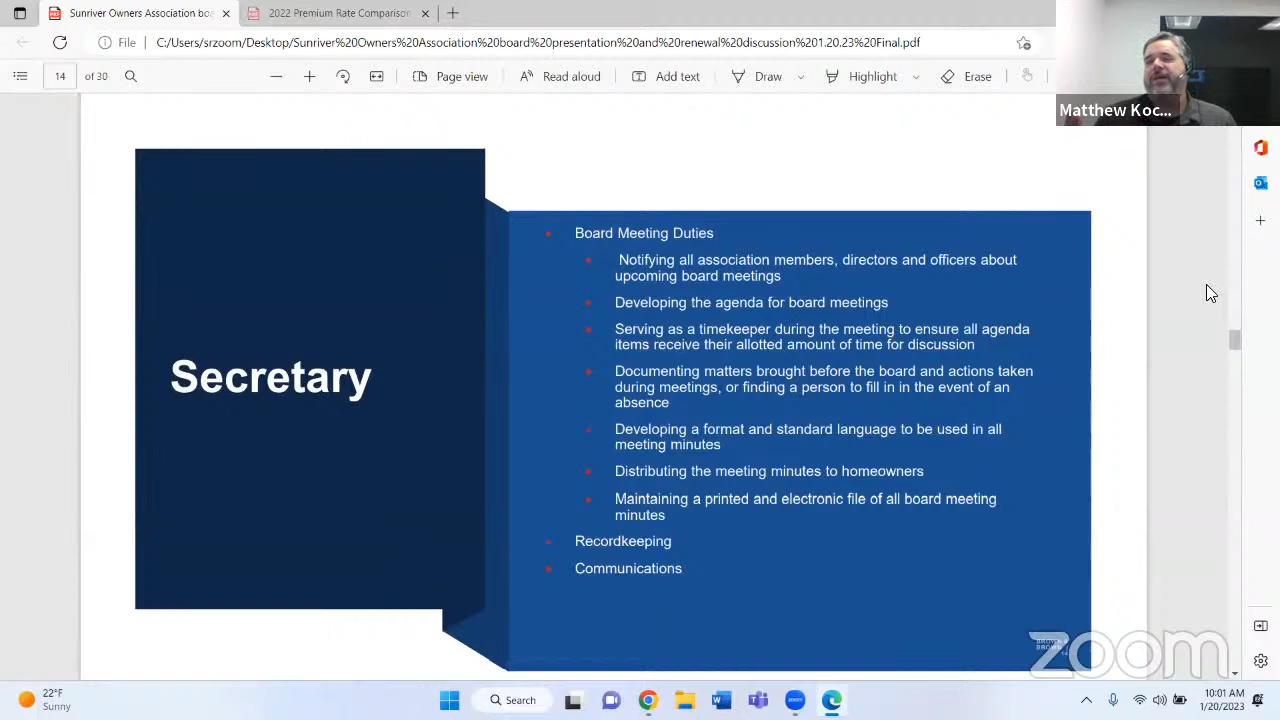 Sunriver Owners Association boa
2022 Premium Rate Comparison
File
C:/Users/srzoom/Desktop/Sunriver%20Owners%20Association%20board%20presentation%20and%20renewal%20discussion%201.20.23%20Final.pdf
14 of 30
Page view
Read aloud
Add text
Draw
Highlight
Erase
Matthew Koc...
Secretary
Board Meeting Duties
Notifying all association members, directors and officers about
upcoming board meetings
Developing the agenda for board meetings
Serving as a timekeeper during the meeting to ensure all agenda
items receive their allotted amount of time for discussion
Documenting matters brought before the board and actions taken
during meetings, or finding a person to fill in in the event of an
absence
Developing a format and standard language to be used in all
meeting minutes
Distributing the meeting minutes to homeowners
Maintaining a printed and electronic file of all board meeting
minutes
Recordkeeping
Communications
BROWN &
BROWN
zoom
22°F
Sunny
Search
zoom
10:01 AM
1/20/2023